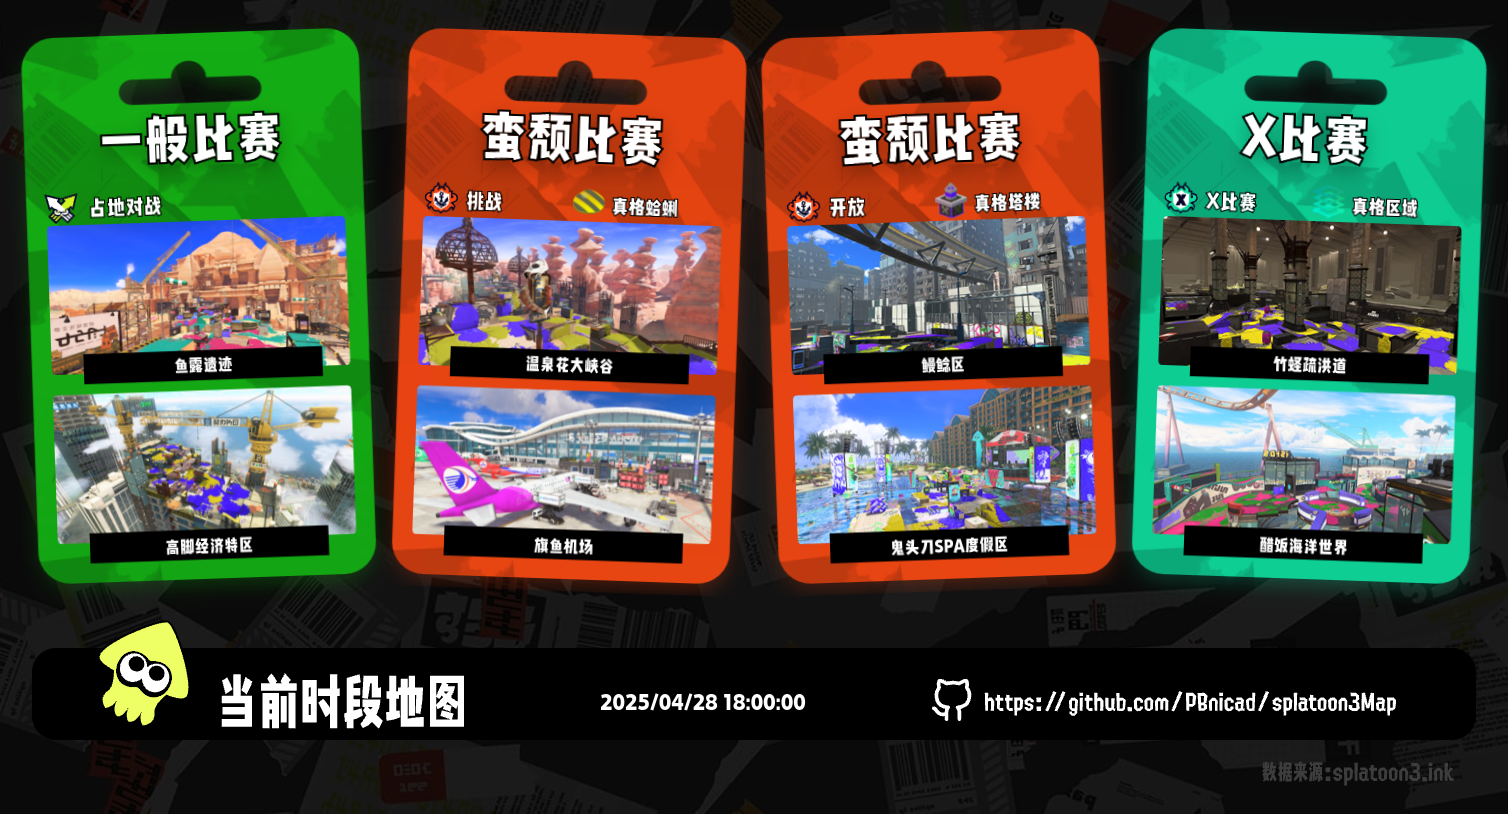 一般比赛
占地对战
鱼露遗迹
高脚经济特区
蛮颓比赛
挑战
真格蛤蜊
温泉花大峡谷
旗鱼机场
蛮颓比赛
开放
真格塔楼
鳗鲶区
鬼头刀SPA度假区
X比赛
X比赛
真格区域
竹蛏疏洪道
醋饭海洋世界
当前时段地图
2025/04/28 18:00:00
https://github.com/PBnicad/splatoon3Map
数据来源:splatoon3.ink